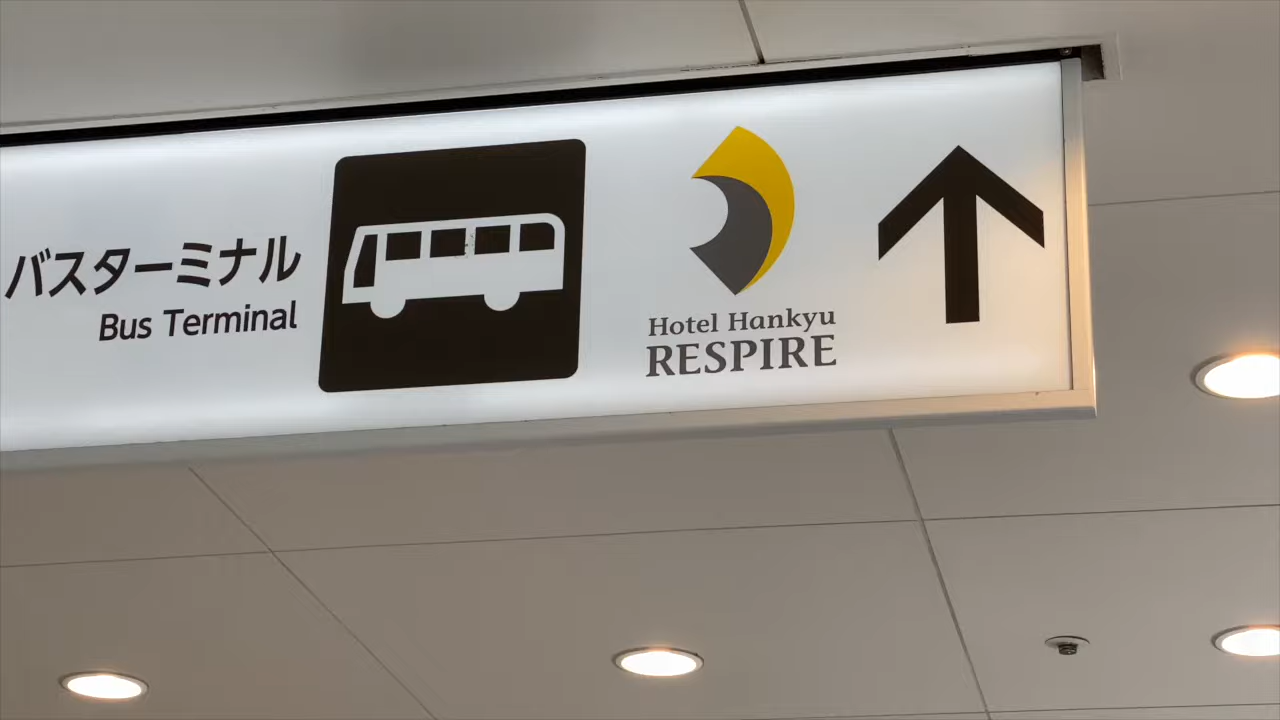 バスターミナル
Bus Terminal
Hotel Hankyu
RESPIRE